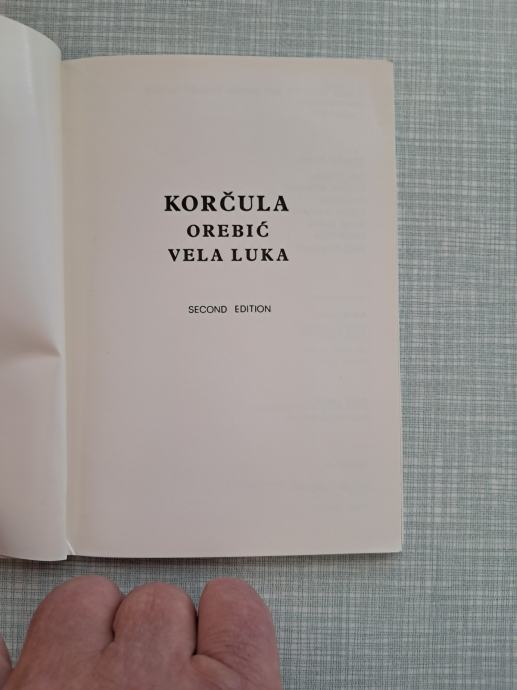 KORČULA
OREBIĆ
VELA LUKA
SECOND EDITION